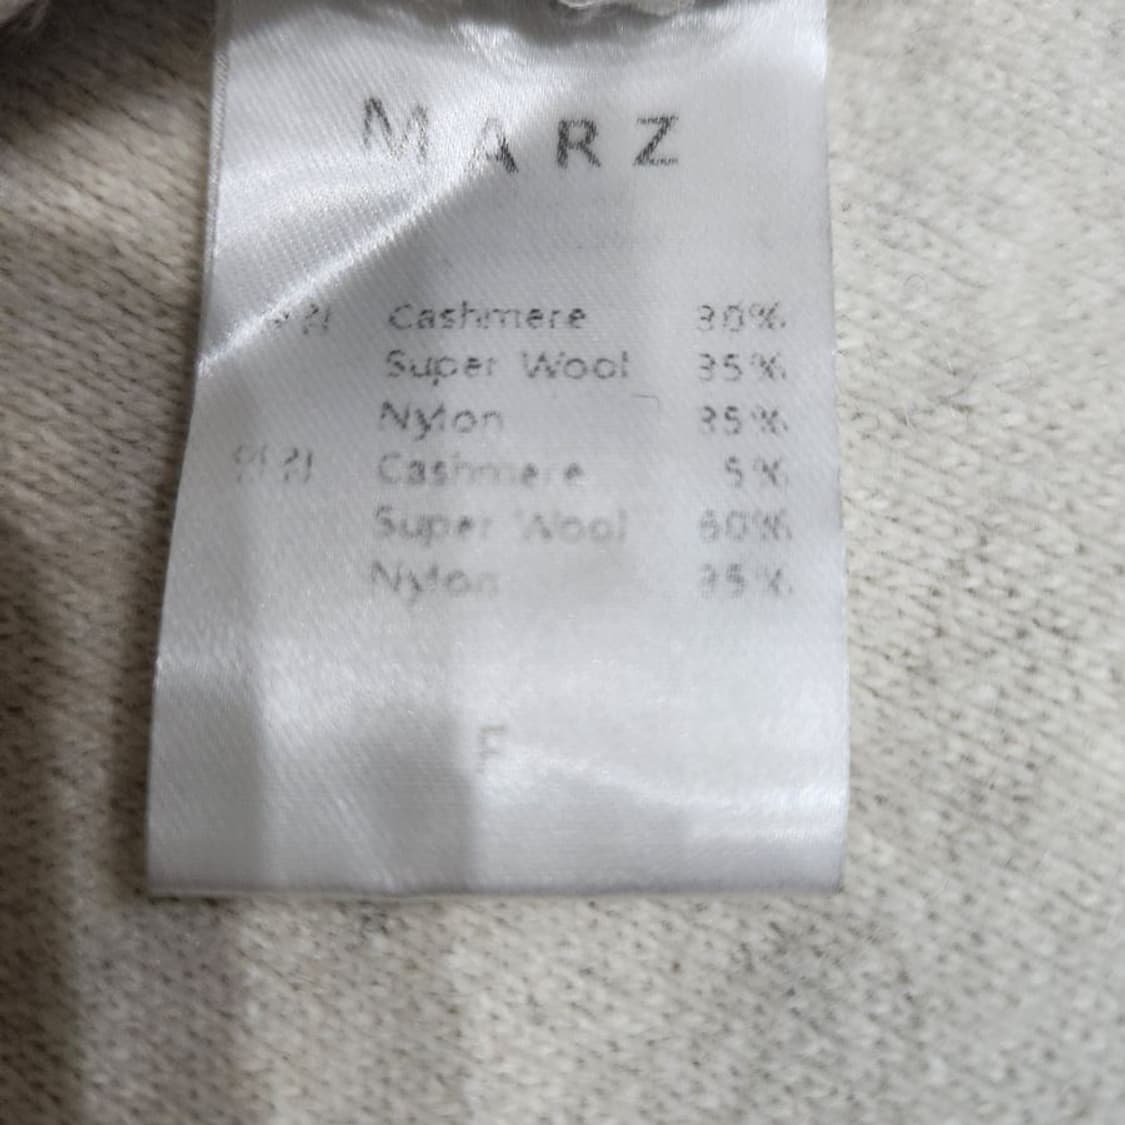 MARZ
Cashmere 30%
Super Wool 35%
Nylon 35%
Cashmere 5%
Super Wool 60%
Nylon 35%
F